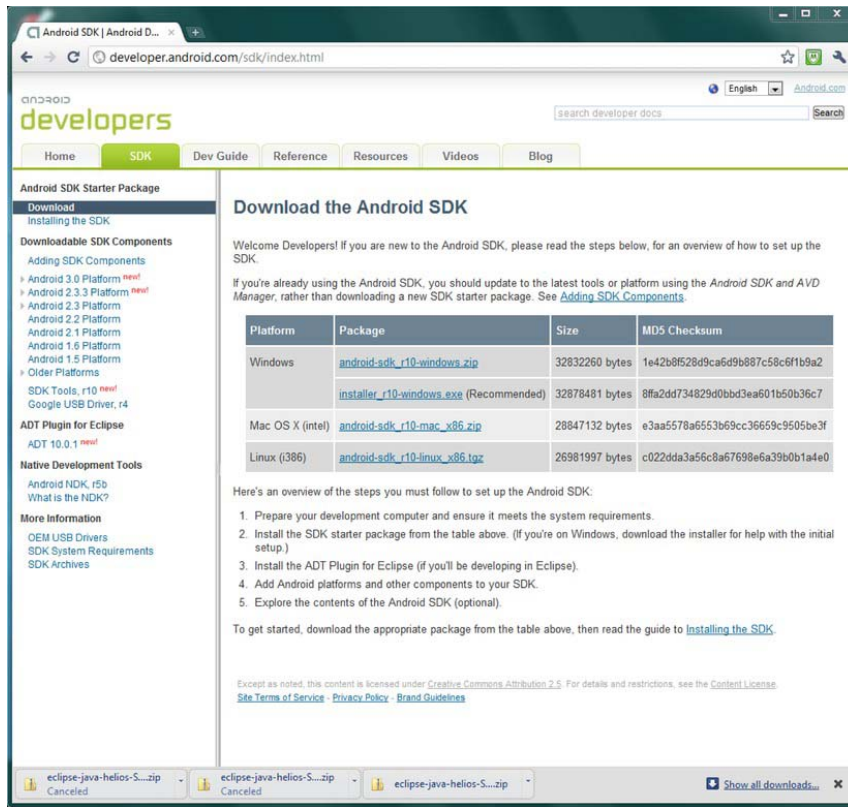 Android SDK | Android D...
developer.android.com/sdk/index.html
English
Android.com
android
developers
search developer docs
Search
Home
SDK
Dev Guide
Reference
Resources
Videos
Blog
Android SDK Starter Package
Download
Installing the SDK
Downloadable SDK Components
Adding SDK Components
Android 3.0 Platform new!
Android 2.3.3 Platform new!
Android 2.3 Platform
Android 2.2 Platform
Android 2.1 Platform
Android 1.6 Platform
Android 1.5 Platform
Older Platforms
SDK Tools, r10 new!
Google USB Driver, r4
ADT Plugin for Eclipse
ADT 10.0.1 new!
Native Development Tools
Android NDK, r5b
What is the NDK?
More Information
OEM USB Drivers
SDK System Requirements
SDK Archives
Download the Android SDK
Welcome Developers! If you are new to the Android SDK, please read the steps below, for an overview of how to set up the
SDK.
If you're already using the Android SDK, you should update to the latest tools or platform using the Android SDK and AVD
Manager, rather than downloading a new SDK starter package. See Adding SDK Components.
Platform Package Size MD5 Checksum
Windows android-sdk_r10-windows.zip 32832260 bytes 1e42b8f528d9ca6d9b887c58c6f1b9a2
installer_r10-windows.exe (Recommended) 32878481 bytes 8ffa2dd734829d0bbd3ea601b50b36c7
Mac OS X (intel) android-sdk_r10-mac_x86.zip 28847132 bytes e3aa5578a6553b69cc36659c9505be3f
Linux (i386) android-sdk_r10-linux_x86.tgz 26981997 bytes c022dda3a56c8a67698e6a39b0b1a4e0
Here's an overview of the steps you must follow to set up the Android SDK:
1. Prepare your development computer and ensure it meets the system requirements.
2. Install the SDK starter package from the table above. (If you're on Windows, download the installer for help with the initial
setup.)
3. Install the ADT Plugin for Eclipse (if you'll be developing in Eclipse).
4. Add Android platforms and other components to your SDK.
5. Explore the contents of the Android SDK (optional).
To get started, download the appropriate package from the table above, then read the guide to Installing the SDK.
Except as noted, this content is licensed under Creative Commons Attribution 2.5. For details and restrictions, see the Content License.
Site Terms of Service - Privacy Policy - Brand Guidelines
eclipse-java-helios-S....zip
Canceled
eclipse-java-helios-S....zip
Canceled
eclipse-java-helios-S....zip
Show all downloads...